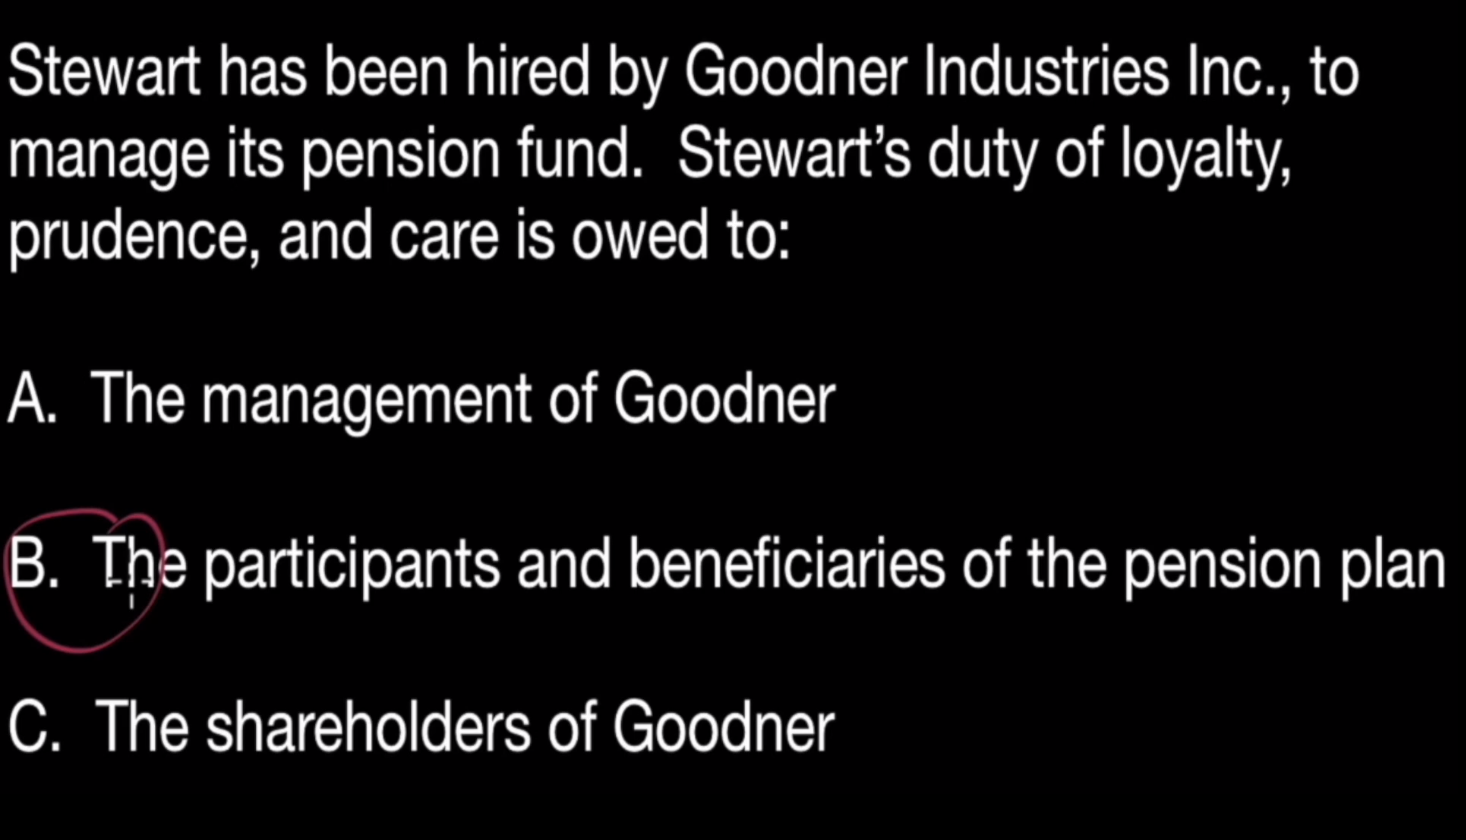 Stewart has been hired by Goodner Industries Inc., to
manage its pension fund.  Stewart's duty of loyalty,
prudence, and care is owed to:
A.  The management of Goodner
B.  The participants and beneficiaries of the pension plan
C.  The shareholders of Goodner